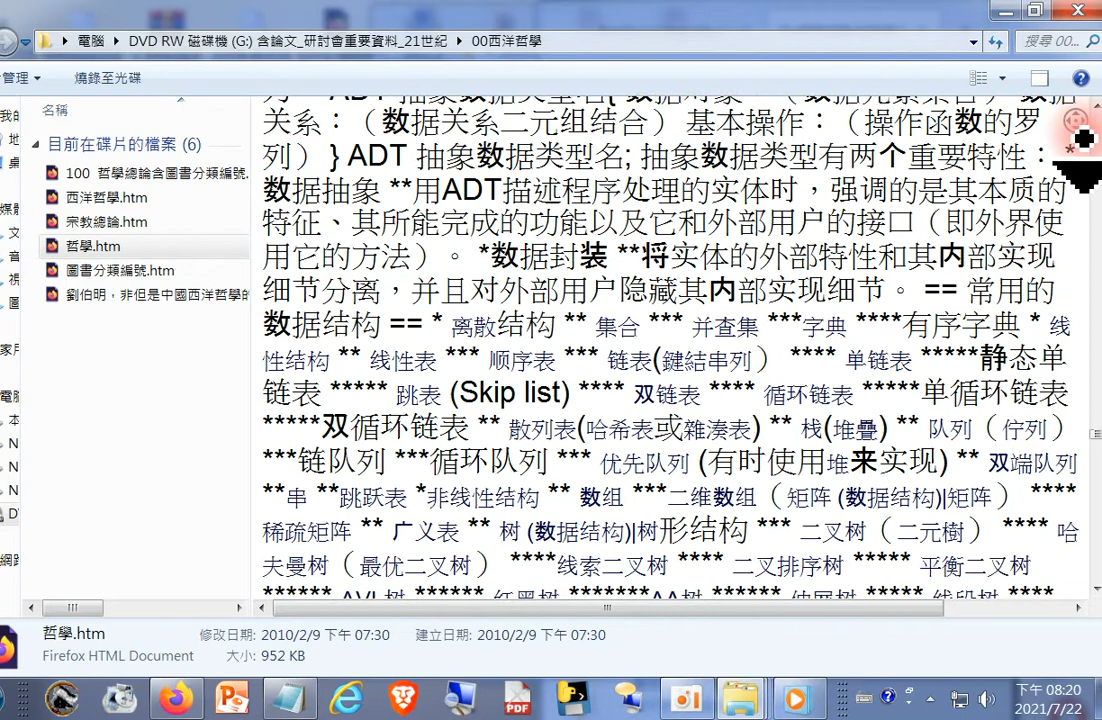 電腦 ▸ DVD RW 磁碟機 (G:) 含論文_研討會重要資料_21世紀 ▸ 00西洋哲學
搜尋 00...
管理
燒錄至光碟
名稱
目前在碟片的檔案 (6)
100 哲學總論含圖書分類編號.
西洋哲學.htm
宗教總論.htm
哲學.htm
圖書分類編號.htm
劉伯明，非但是中國西洋哲學的
关系：（数据关系二元组结合） 基本操作：（操作函数的罗
列） } ADT 抽象数据类型名; 抽象数据类型有两个重要特性：
数据抽象 **用ADT描述程序处理的实体时，强调的是其本质的
特征、其所能完成的功能以及它和外部用户的接口（即外界使
用它的方法）。 *数据封装 **将实体的外部特性和其内部实现
细节分离，并且对外部用户隐藏其内部实现细节。 == 常用的
数据结构 == * 离散结构 ** 集合 *** 并查集 ***字典 ****有序字典 * 线
性结构 ** 线性表 *** 顺序表 *** 链表(鍵結串列） **** 单链表 *****静态单
链表 ***** 跳表 (Skip list) **** 双链表 **** 循环链表 *****单循环链表
*****双循环链表 ** 散列表(哈希表或雜湊表) ** 栈(堆疊) ** 队列（佇列）
***链队列 ***循环队列 *** 优先队列 (有时使用堆来实现) ** 双端队列
**串 **跳跃表 *非线性结构 ** 数组 ***二维数组（矩阵 (数据结构)|矩阵） ****
稀疏矩阵 ** 广义表 ** 树 (数据结构)|树形结构 *** 二叉树（二元樹） **** 哈
夫曼树（最优二叉树） ****线索二叉树 **** 二叉排序树 ***** 平衡二叉树
****** AVL树 ****** 红黑树 *******AA树 ****** 伸展树 **** 线段树 ****
哲學.htm
修改日期: 2010/2/9 下午 07:30
建立日期: 2010/2/9 下午 07:30
Firefox HTML Document
大小: 952 KB
下午 08:20
2021/7/22